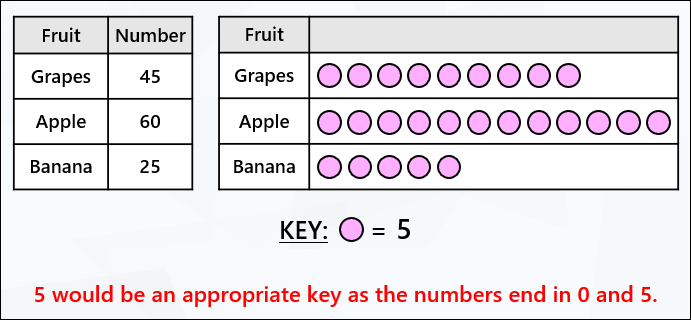 Fruit Number
Grapes 45
Apple 60
Banana 25
Fruit
Grapes
Apple
Banana
KEY: = 5
5 would be an appropriate key as the numbers end in 0 and 5.